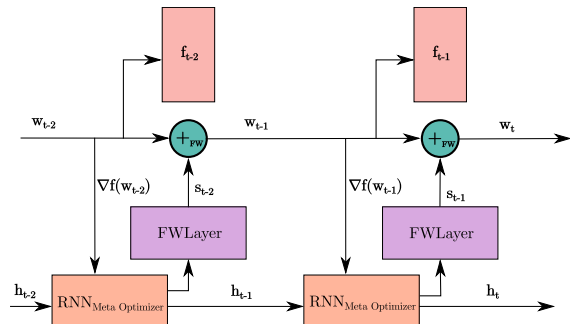 f_{t-2}
f_{t-1}
w_{t-2}
+_{FW}
w_{t-1}
+_{FW}
w_t
∇f(w_{t-2})
s_{t-2}
∇f(w_{t-1})
s_{t-1}
FWLayer
FWLayer
h_{t-2}
RNN_{Meta Optimizer}
h_{t-1}
RNN_{Meta Optimizer}
h_t